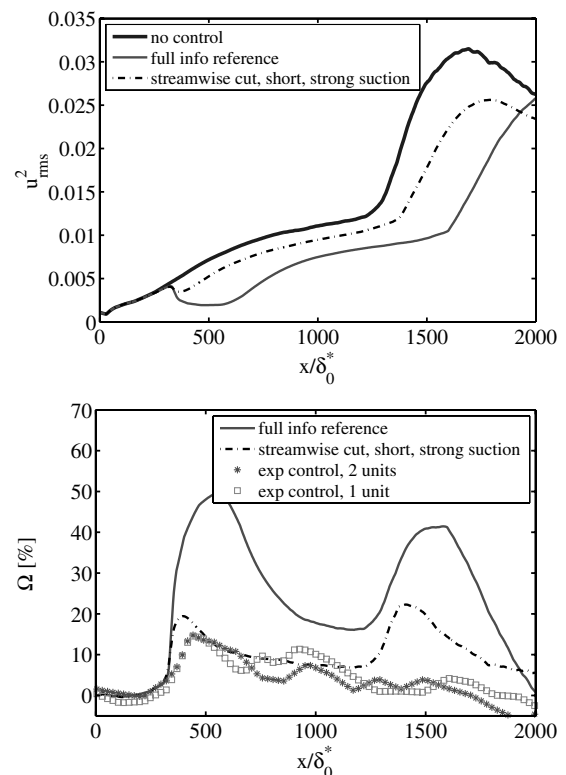 0.035
0.03
0.025
0.02
0.015
0.01
0.005
0
u²rms
no control
full info reference
streamwise cut, short, strong suction
0 500 1000 1500 2000
x/δ₀*
70
60
50
40
30
20
10
0
Ω [%]
full info reference
streamwise cut, short, strong suction
exp control, 2 units
exp control, 1 unit
0 500 1000 1500 2000
x/δ₀*